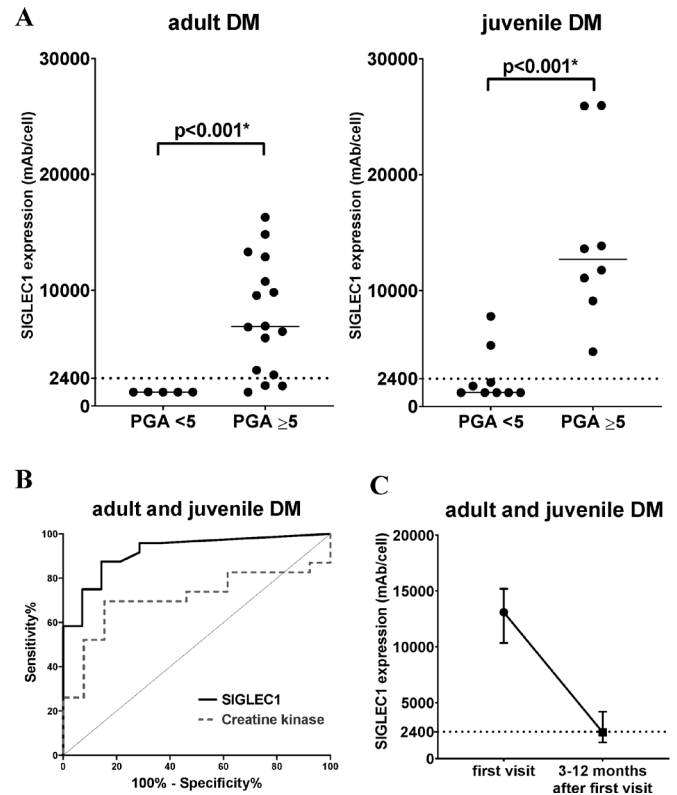 A
adult DM
juvenile DM
SIGLEC1 expression (mAb/cell)
30000
20000
10000
2400
0
p<0.001*
PGA <5
PGA ≥5
SIGLEC1 expression (mAb/cell)
30000
20000
10000
2400
0
p<0.001*
PGA <5
PGA ≥5
B
adult and juvenile DM
Sensitivity%
100
80
60
40
20
0
SIGLEC1
Creatine kinase
0
20
40
60
80
100
100% - Specificity%
C
adult and juvenile DM
SIGLEC1 expression (mAb/cell)
20000
15000
10000
5000
2400
0
first visit
3-12 months
after first visit